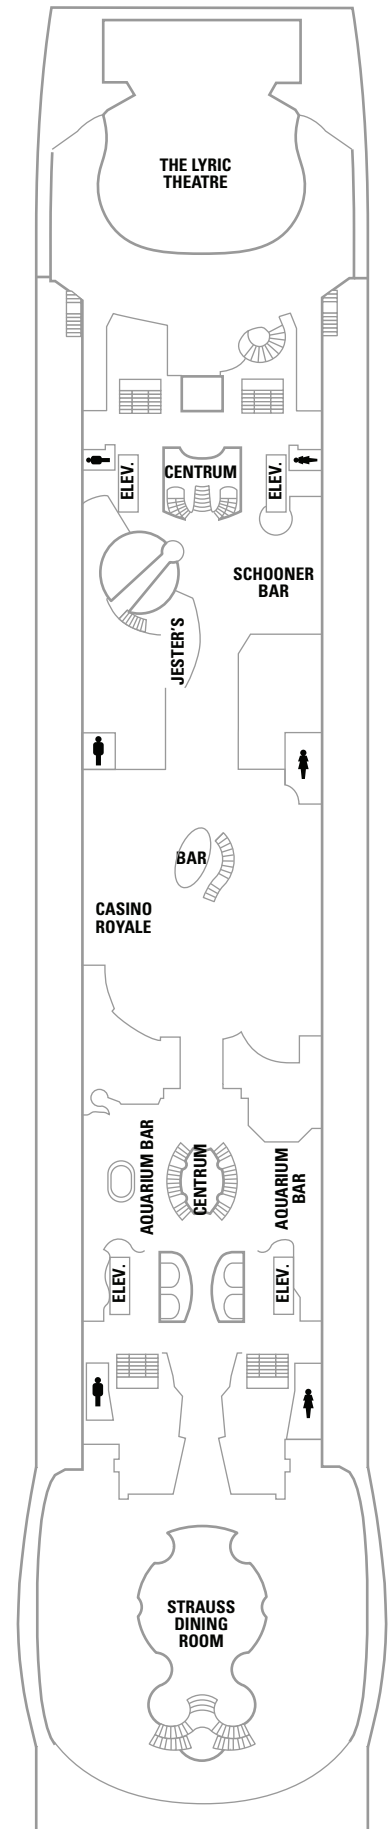 THE LYRIC
THEATRE
ELEV.
CENTRUM
ELEV.
SCHOONER
BAR
JESTER'S
BAR
CASINO
ROYALE
AQUARIUM BAR
CENTRUM
AQUARIUM
BAR
ELEV.
ELEV.
STRAUSS
DINING
ROOM